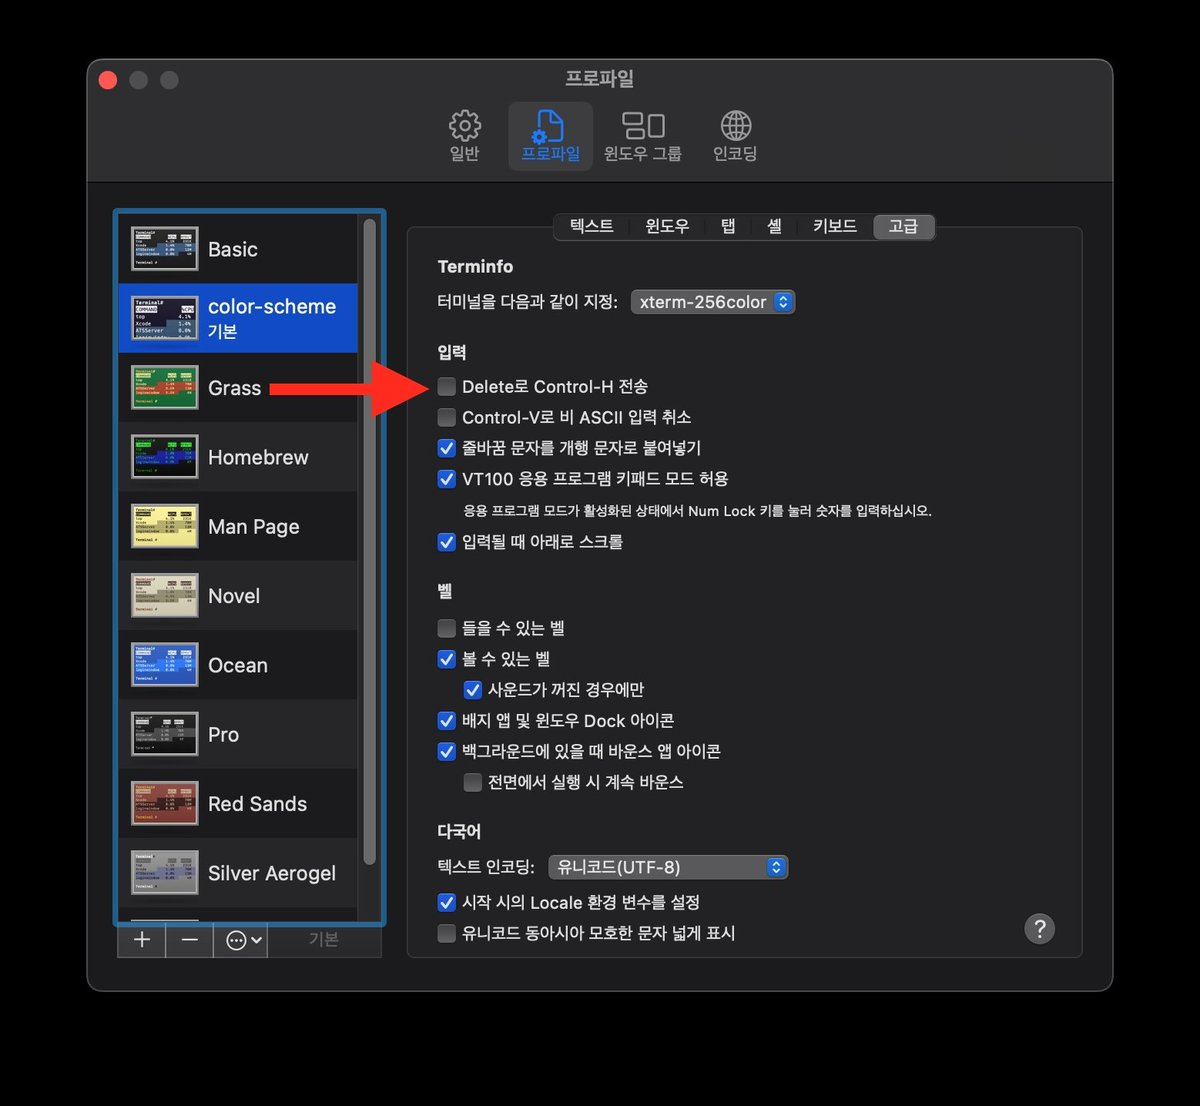 프로파일
일반
프로파일
윈도우 그룹
인코딩
텍스트
윈도우
탭
셸
키보드
고급
Basic
color-scheme
기본
Grass
Homebrew
Man Page
Novel
Ocean
Pro
Red Sands
Silver Aerogel
기본
Terminfo
터미널을 다음과 같이 지정: xterm-256color
입력
Delete로 Control-H 전송
Control-V로 비 ASCII 입력 취소
줄바꿈 문자를 개행 문자로 붙여넣기
VT100 응용 프로그램 키패드 모드 허용
응용 프로그램 모드가 활성화된 상태에서 Num Lock 키를 눌러 숫자를 입력하십시오.
입력될 때 아래로 스크롤
벨
들을 수 있는 벨
볼 수 있는 벨
사운드가 꺼진 경우에만
배지 앱 및 윈도우 Dock 아이콘
백그라운드에 있을 때 바운스 앱 아이콘
전면에서 실행 시 계속 바운스
다국어
텍스트 인코딩: 유니코드(UTF-8)
시작 시의 Locale 환경 변수를 설정
유니코드 동아시아 모호한 문자 넓게 표시
?